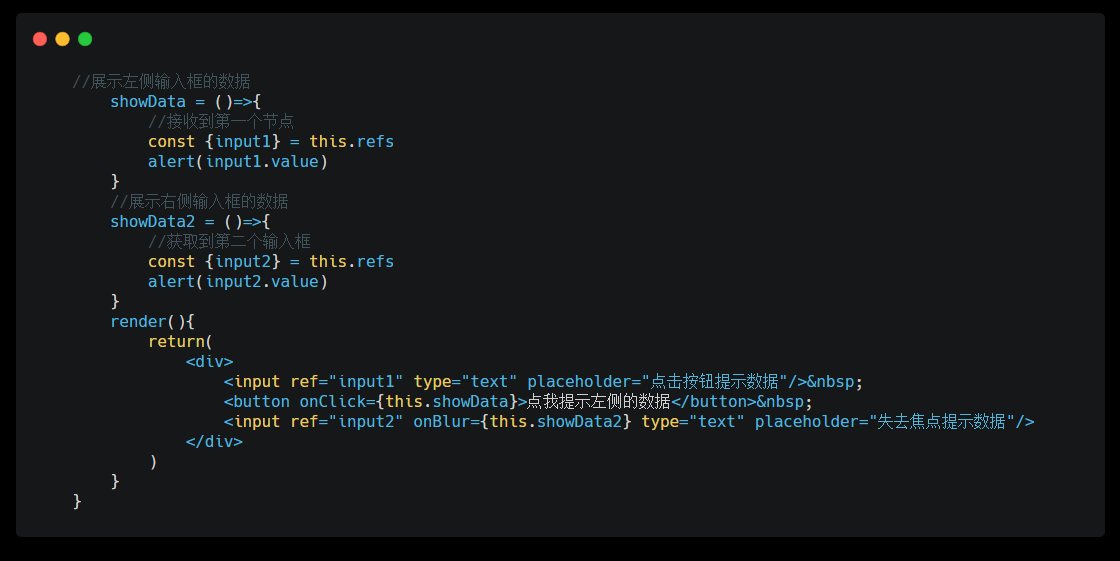 //展示左侧输入框的数据
showData = ()=>{
//接收到第一个节点
const {input1} = this.refs
alert(input1.value)
}
//展示右侧输入框的数据
showData2 = ()=>{
//获取到第二个输入框
const {input2} = this.refs
alert(input2.value)
}
render(){
return(
<div>
<input ref="input1" type="text" placeholder="点击按钮提示数据"/>&nbsp;
<button onClick={this.showData}>点我提示左侧的数据</button>&nbsp;
<input ref="input2" onBlur={this.showData2} type="text" placeholder="失去焦点提示数据"/>
</div>
)
}
}